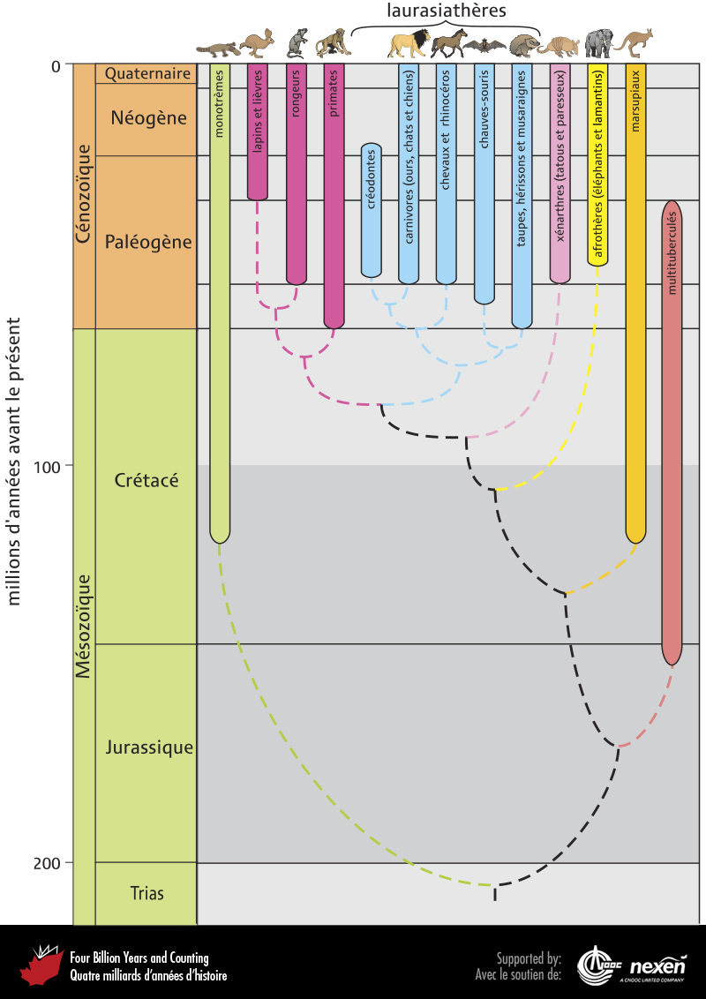 laurasiathères
0
100
200
millions d'années avant le présent
Cénozoïque
Mésozoïque
Quaternaire
Néogène
Paléogène
Crétacé
Jurassique
Trias
monotrèmes
lapins et lièvres
rongeurs
primates
créodontes
carnivores (ours, chats et chiens)
chevaux et rhinocéros
chauves-souris
taupes, hérissons et musaraignes
xénarthres (tatous et paresseux)
afrothères (éléphants et lamantins)
marsupiaux
multituberculés
Four Billion Years and Counting
Quatre milliards d'années d'histoire
Supported by:
Avec le soutien de:
CNOOC
nexen
A CNOOC LIMITED COMPANY